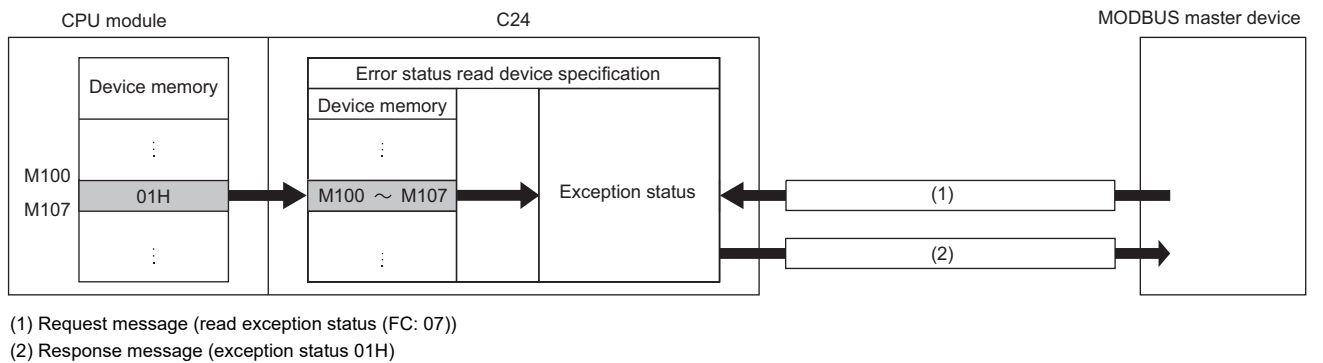 CPU module
C24
MODBUS master device
Error status read device specification
Device memory
Device memory
⋮
⋮
M100
M107
01H
M100 ～ M107
Exception status
(1)
(2)
⋮
⋮
(1) Request message (read exception status (FC: 07))
(2) Response message (exception status 01H)